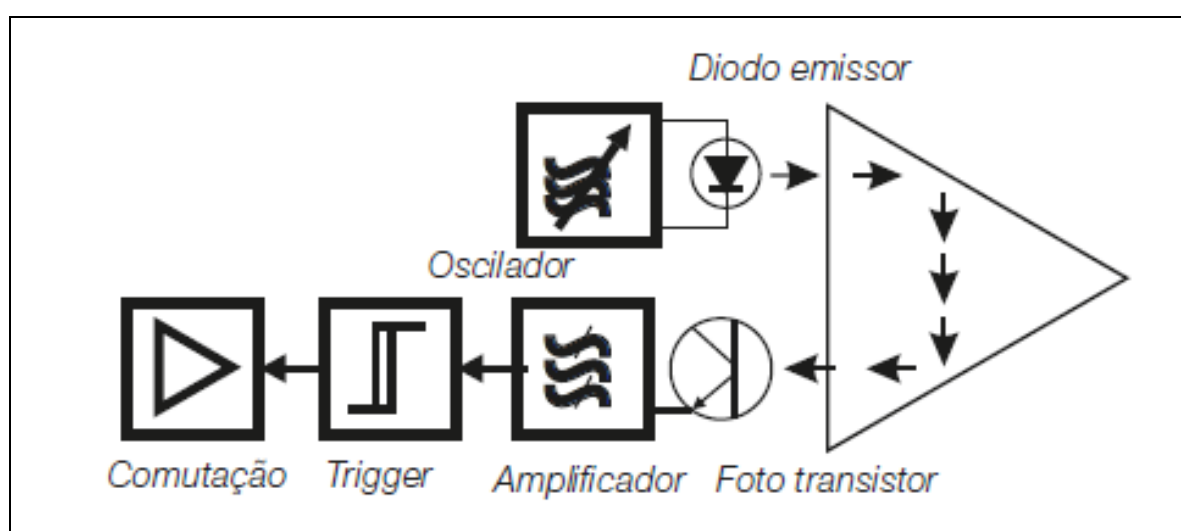 Diodo emissor
Oscilador
Comutação
Trigger
Amplificador
Foto transistor